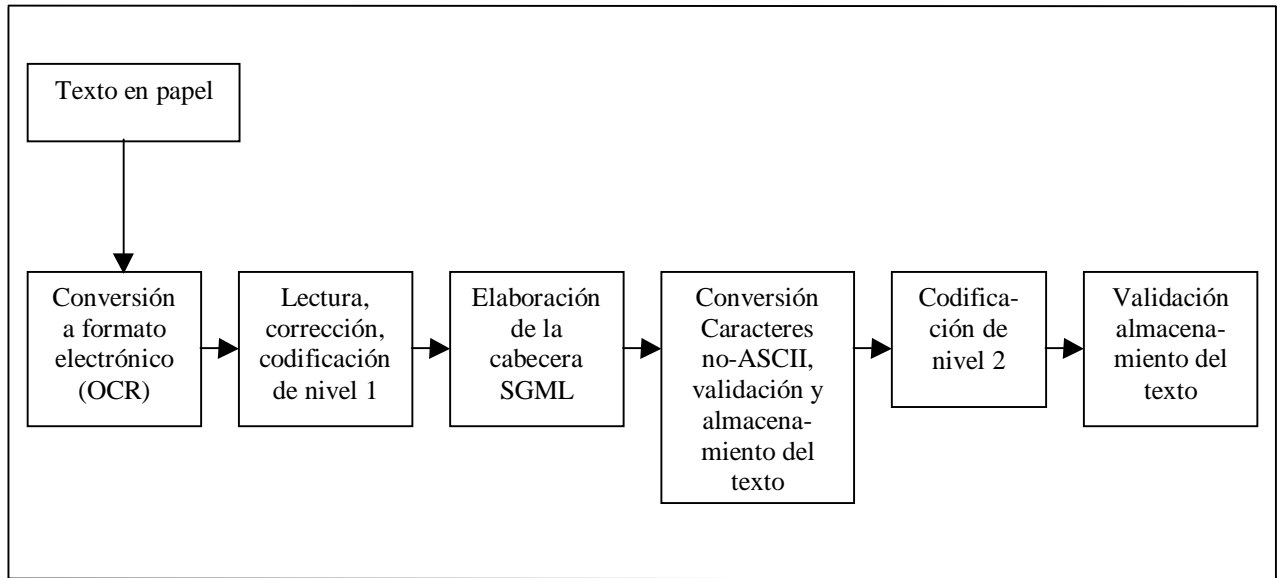 Texto en papel
Conversión
a formato
electrónico
(OCR)
Lectura,
corrección,
codificación
de nivel 1
Elaboración
de la
cabecera
SGML
Conversión
Caracteres
no-ASCII,
validación y
almacena-
miento del
texto
Codifica-
ción de
nivel 2
Validación
almacena-
miento del
texto